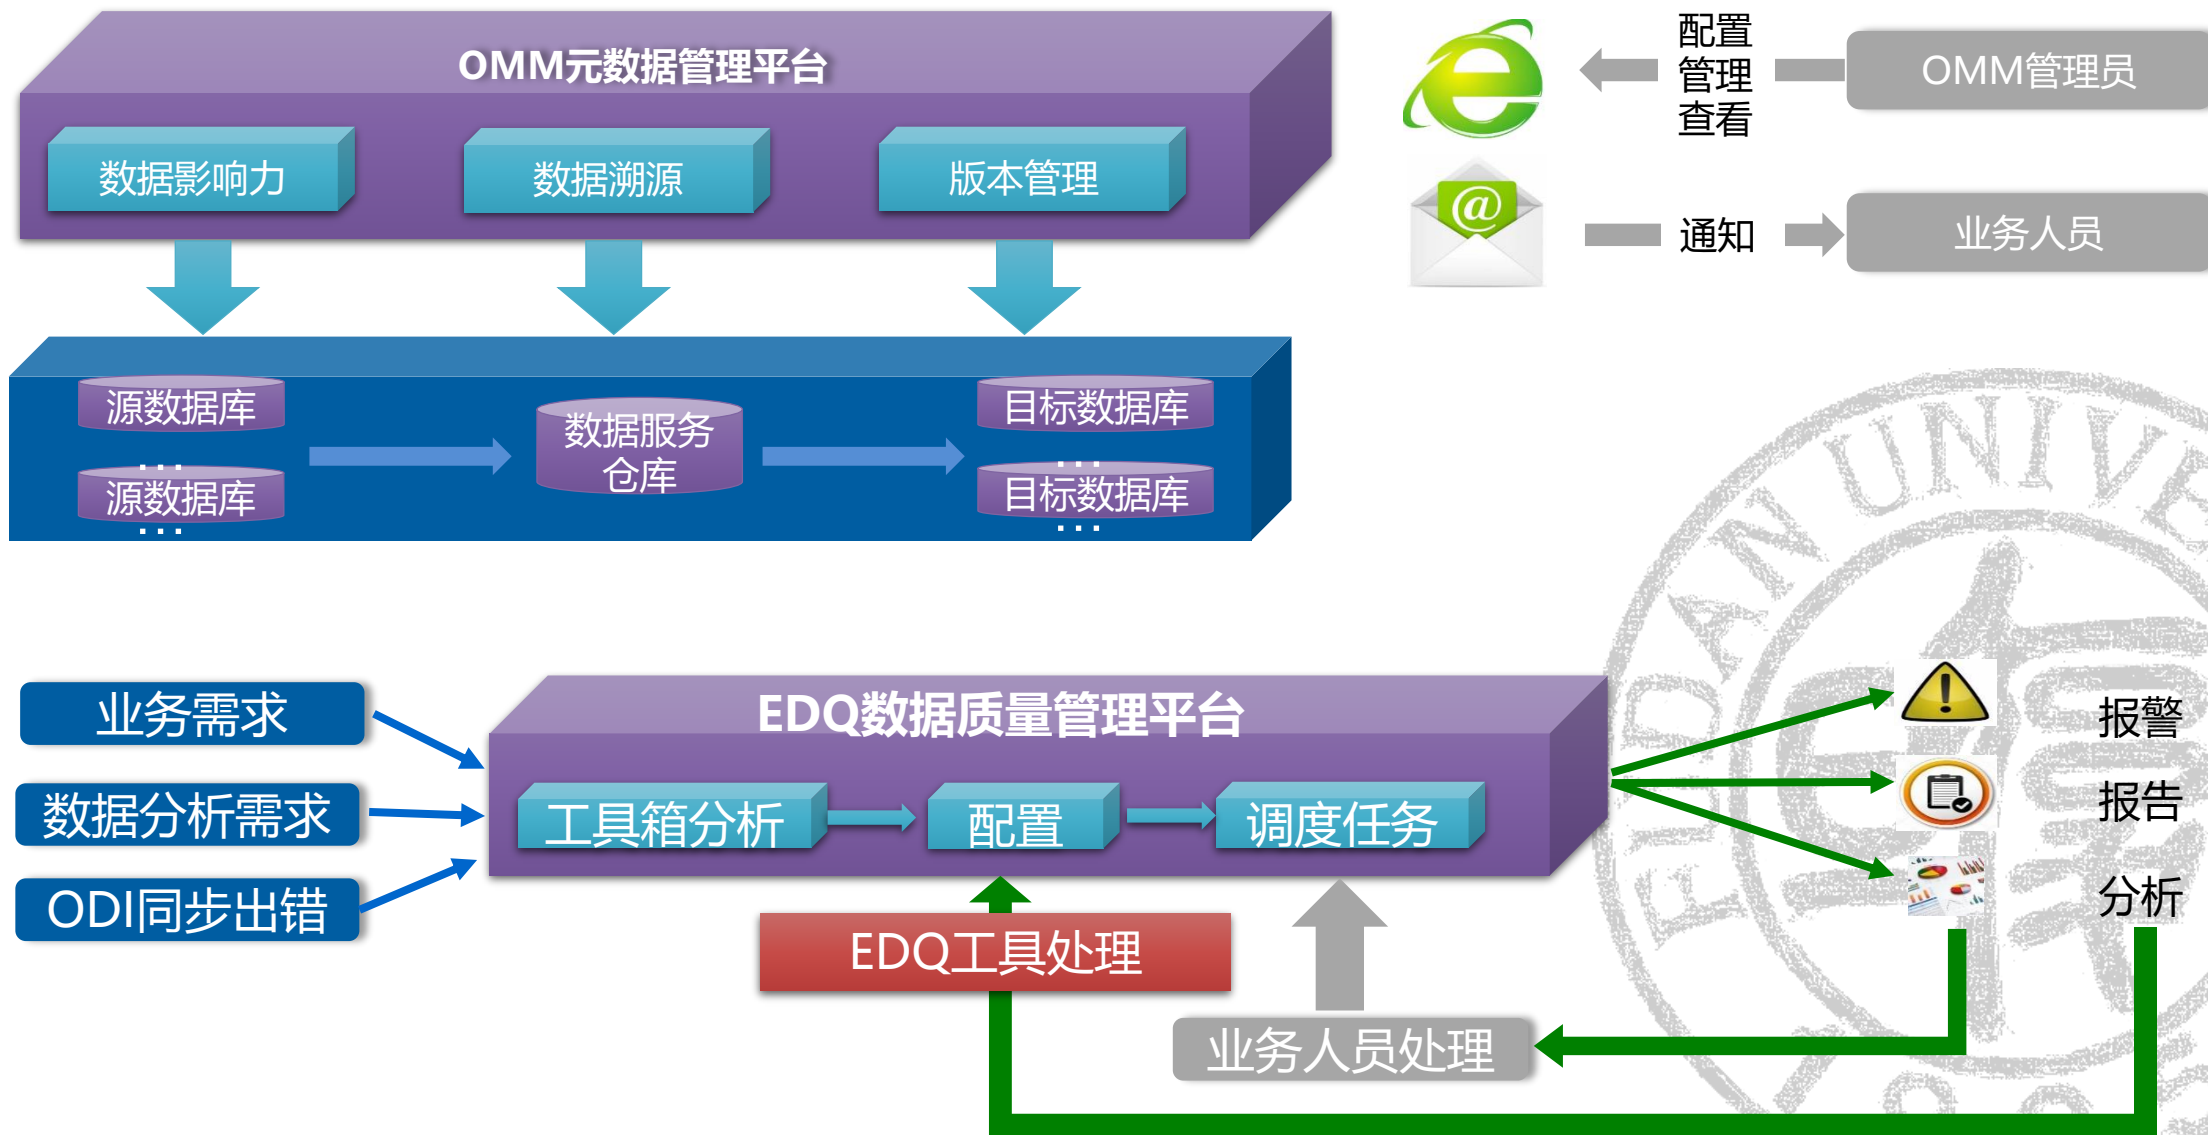 OMM元数据管理平台
数据影响力
数据溯源
版本管理
配置
管理
查看
OMM管理员
@
通知
业务人员
源数据库
...
源数据库
...
数据服务
仓库
目标数据库
...
目标数据库
...
业务需求
数据分析需求
ODI同步出错
EDQ数据质量管理平台
工具箱分析
配置
调度任务
EDQ工具处理
业务人员处理
报警
报告
分析
FUDAN UNIVE